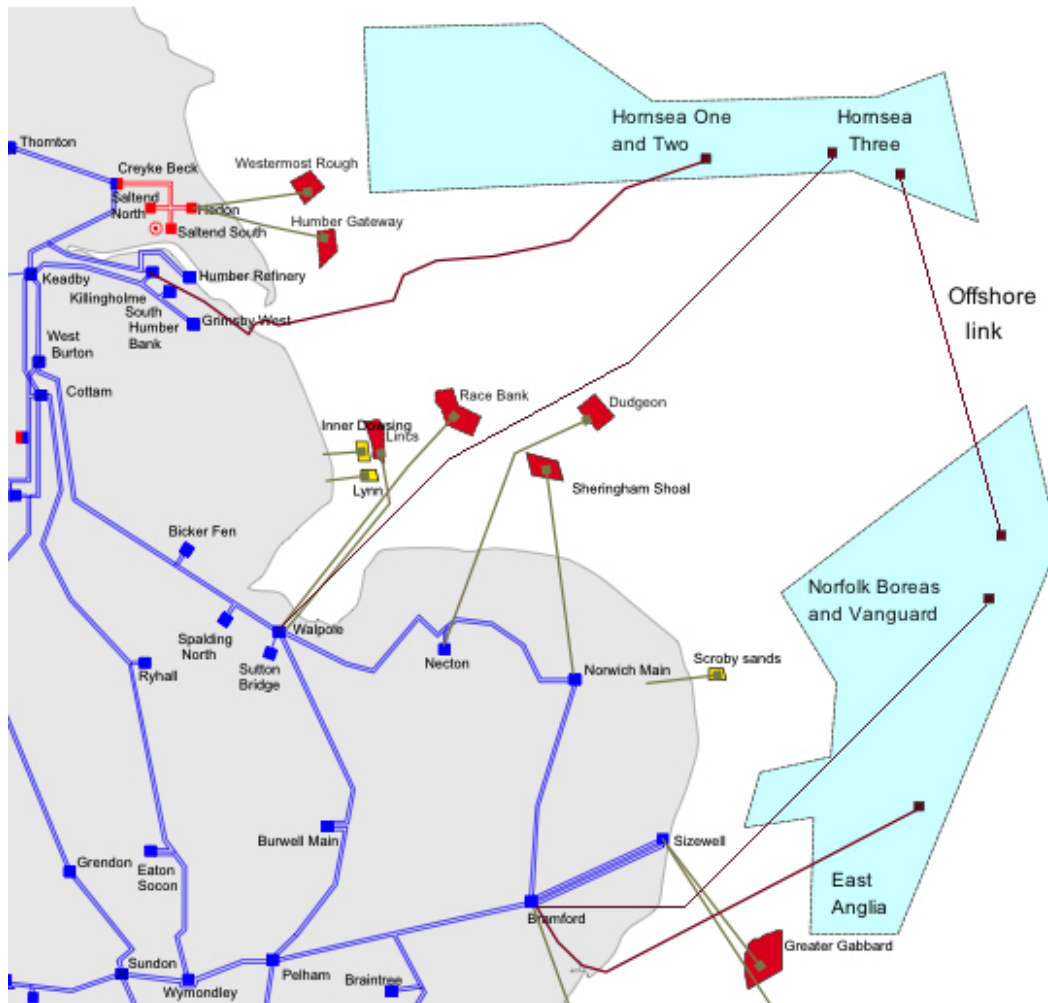 Hornsea One
and Two
Hornsea
Three
Thornton
Creyke Beck
Westermost Rough
Saltend
North
Hedon
Humber Gateway
Saltend South
Keadby
Humber Refinery
Killingholme
South
Humber
Bank
Grimsby West
Offshore
link
West
Burton
Cottam
Race Bank
Dudgeon
Inner Dowsing
Lincs
Lynn
Sheringham Shoal
Bicker Fen
Norfolk Boreas
and Vanguard
Spalding
North
Walpole
Sutton
Bridge
Necton
Norwich Main
Scroby sands
Ryhall
Burwell Main
Sizewell
Grendon
Eaton
Socon
East
Anglia
Bramford
Greater Gabbard
Sundon
Wymondley
Pelham
Braintree